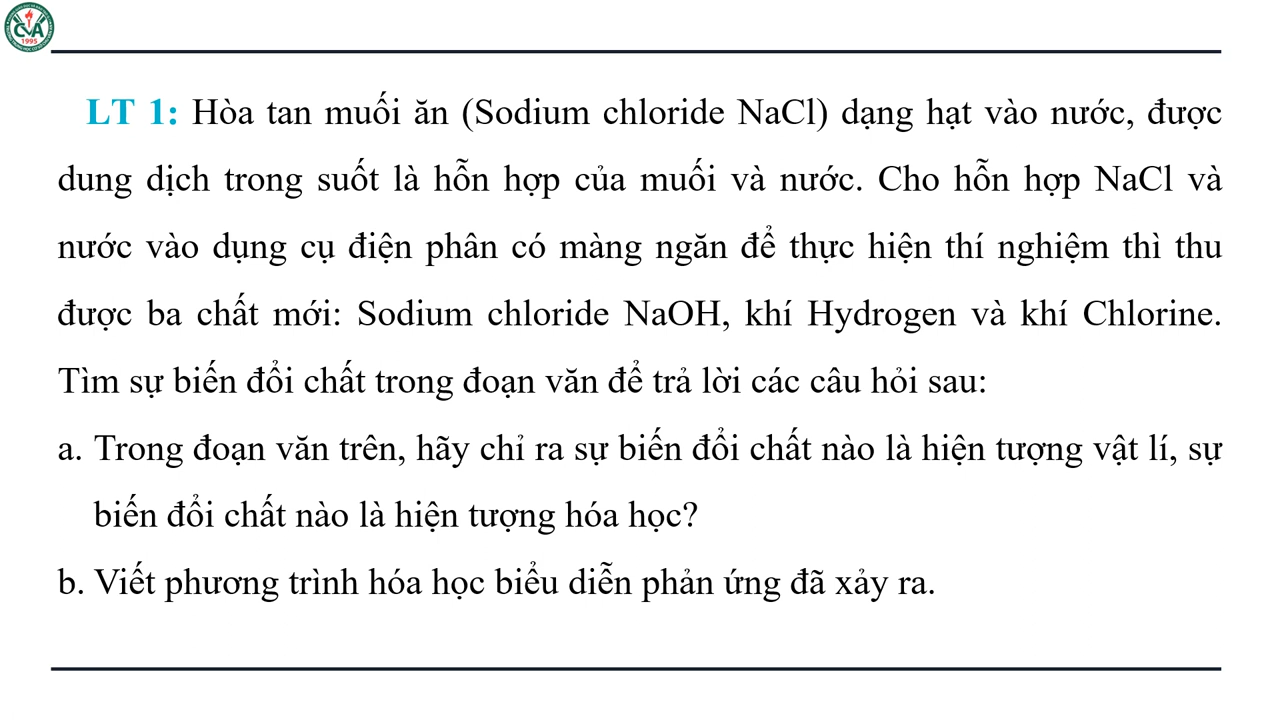 CVA
1995
LT 1: Hòa tan muối ăn (Sodium chloride NaCl) dạng hạt vào nước, được
dung dịch trong suốt là hỗn hợp của muối và nước. Cho hỗn hợp NaCl và
nước vào dụng cụ điện phân có màng ngăn để thực hiện thí nghiệm thì thu
được ba chất mới: Sodium chloride NaOH, khí Hydrogen và khí Chlorine.
Tìm sự biến đổi chất trong đoạn văn để trả lời các câu hỏi sau:
a. Trong đoạn văn trên, hãy chỉ ra sự biến đổi chất nào là hiện tượng vật lí, sự
biến đổi chất nào là hiện tượng hóa học?
b. Viết phương trình hóa học biểu diễn phản ứng đã xảy ra.